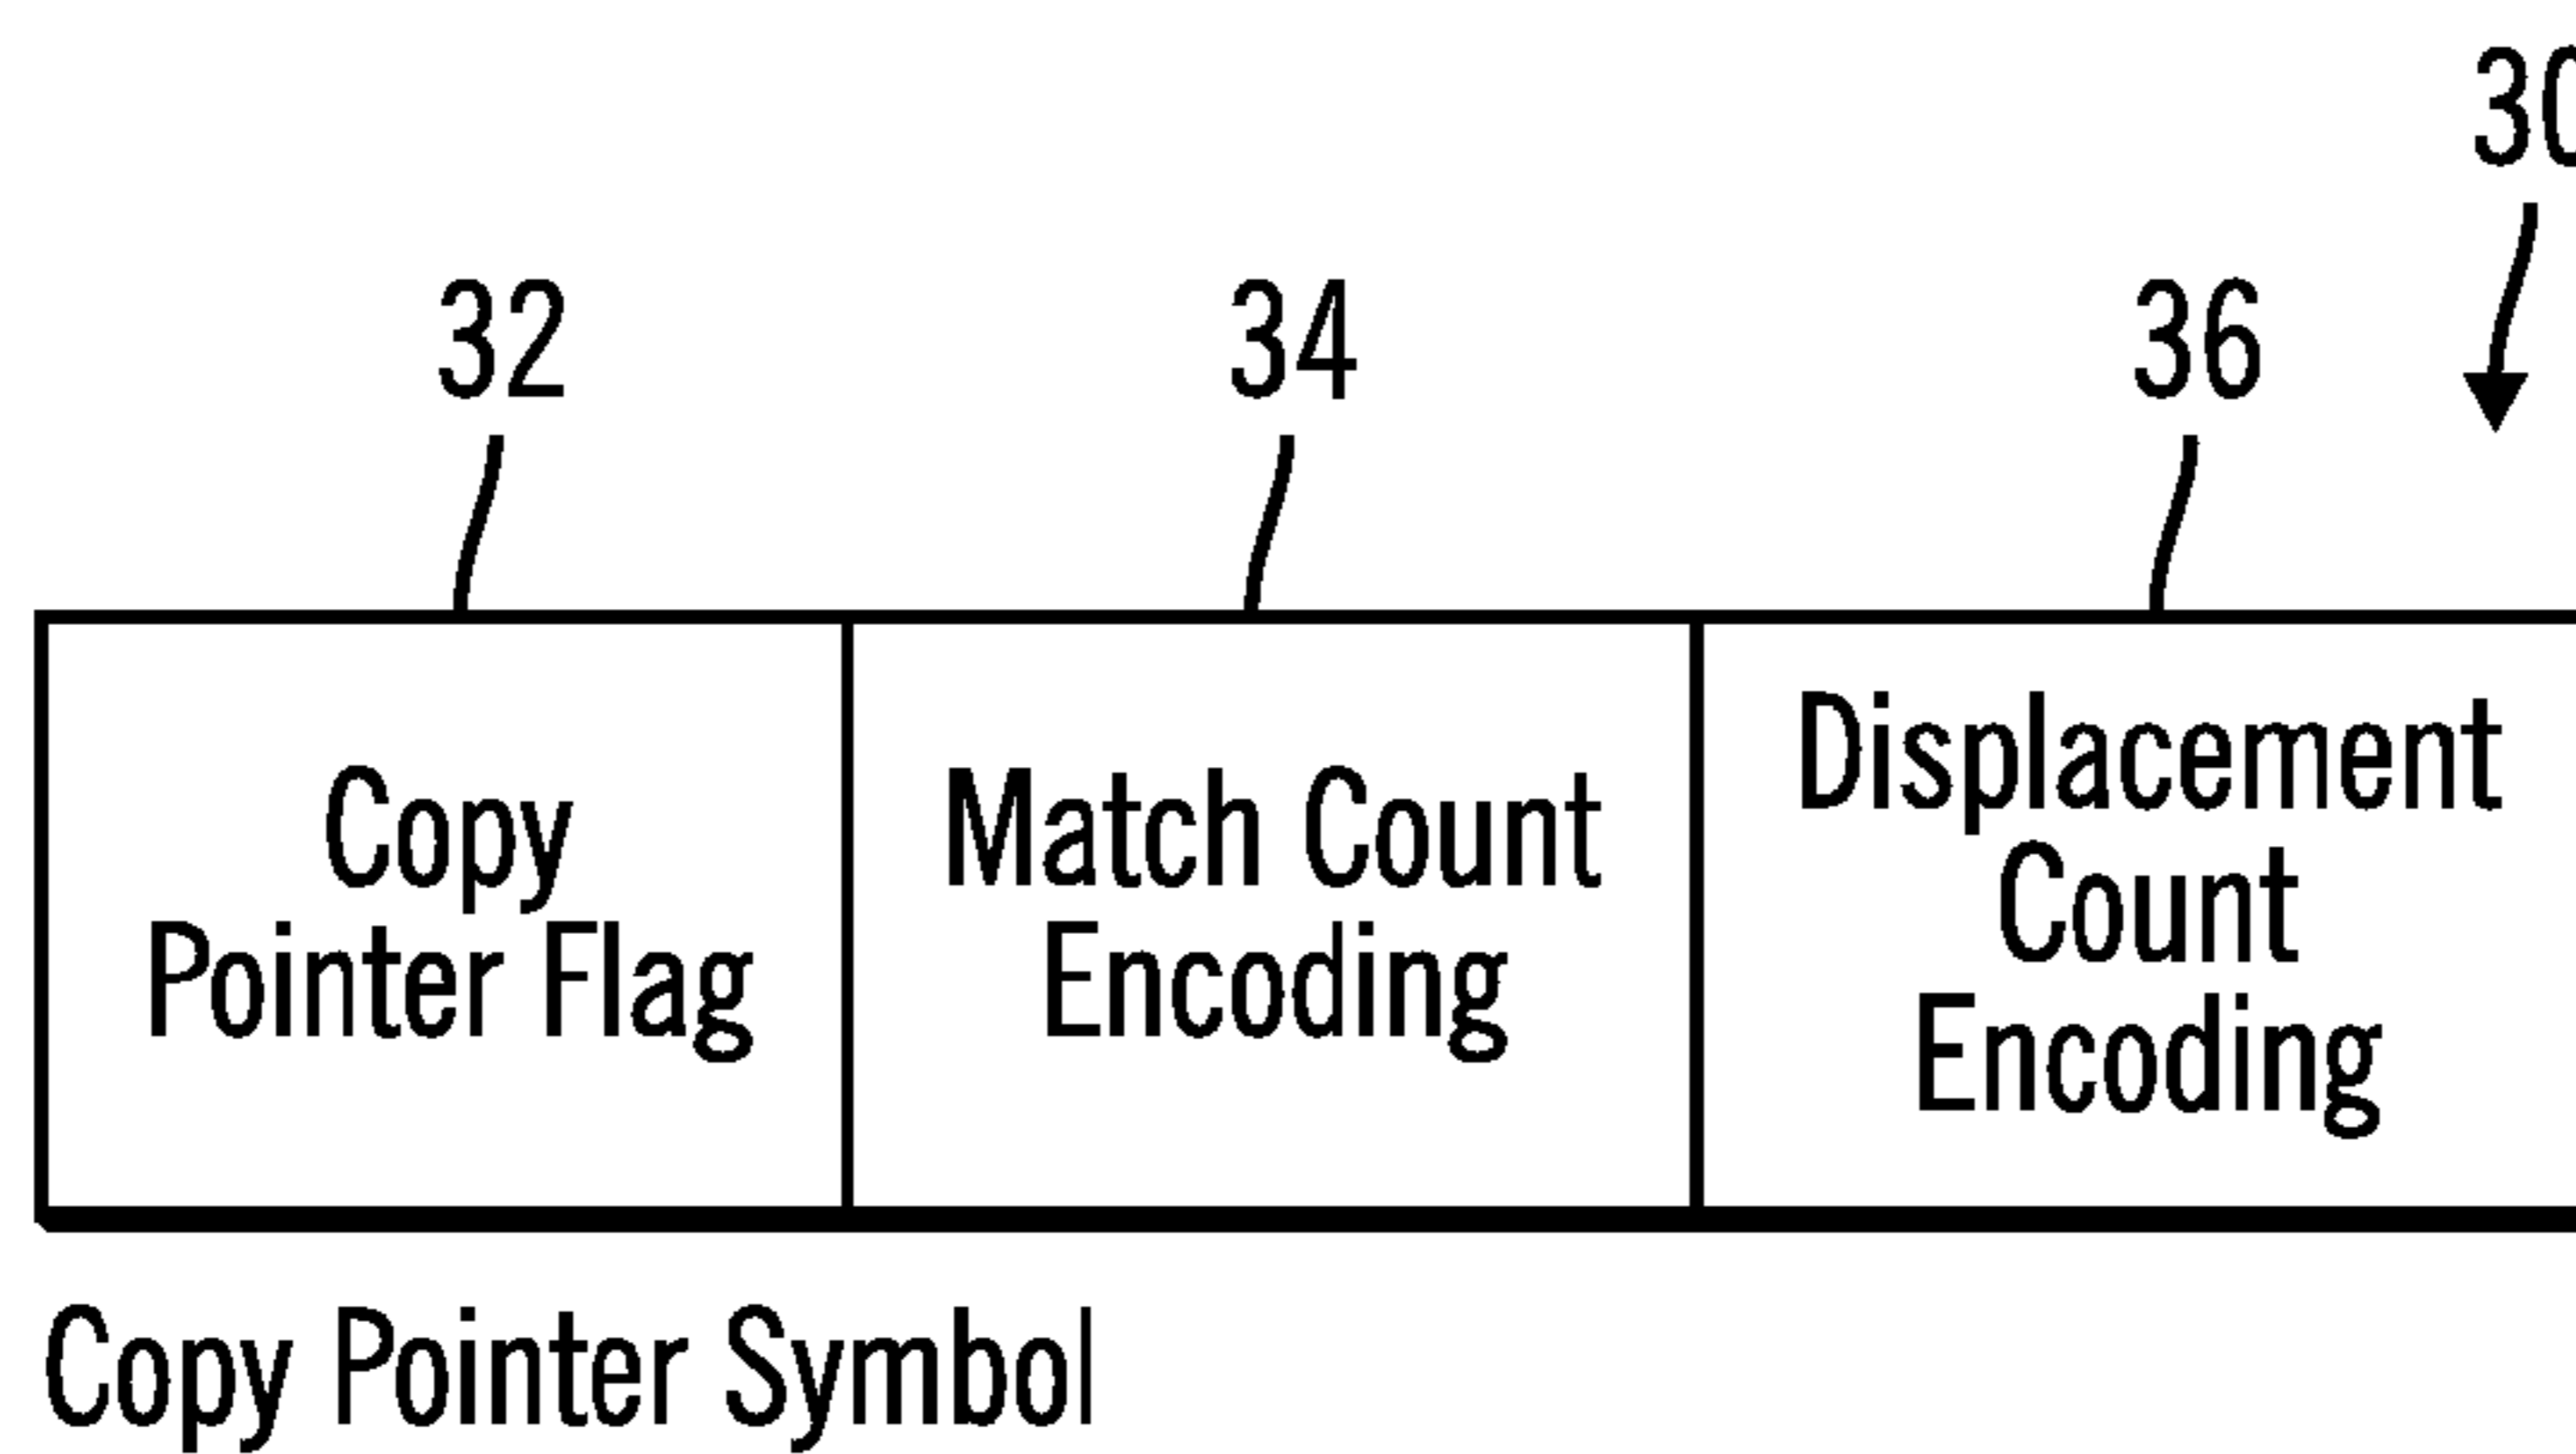 30
32 34 36
Copy
Pointer Flag
Match Count
Encoding
Displacement
Count
Encoding
Copy Pointer Symbol